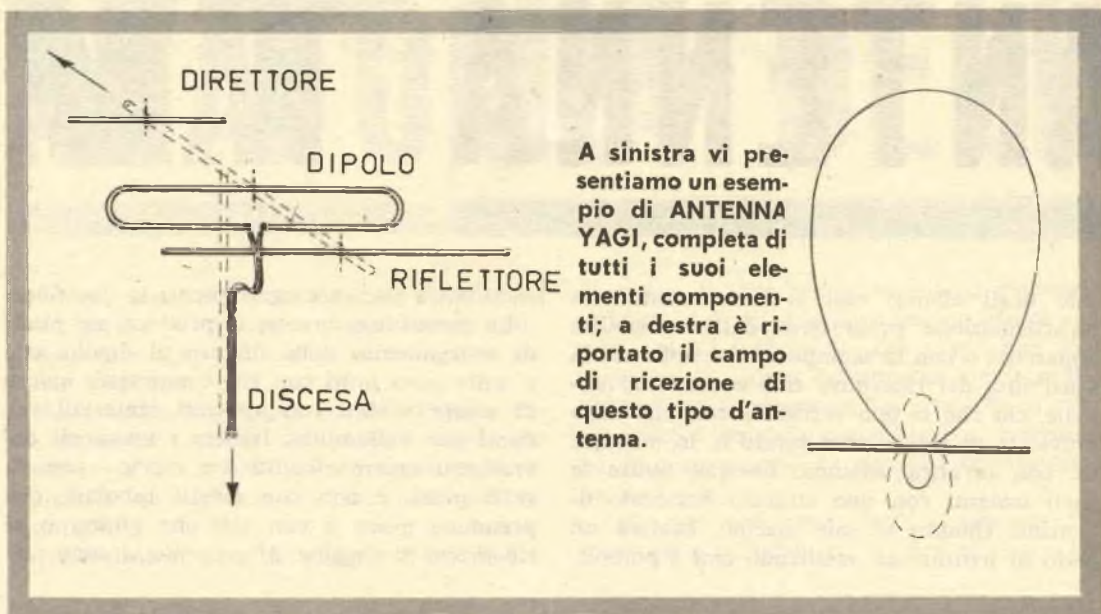 DIRETTORE
DIPOLO
RIFLETTORE
DISCESA
A sinistra vi pre-
sentiamo un esem-
pio di ANTENNA
YAGI, completa di
tutti i suoi ele-
menti componen-
ti; a destra è ri-
portato il campo
di ricezione di
questo tipo d'an-
tenna.